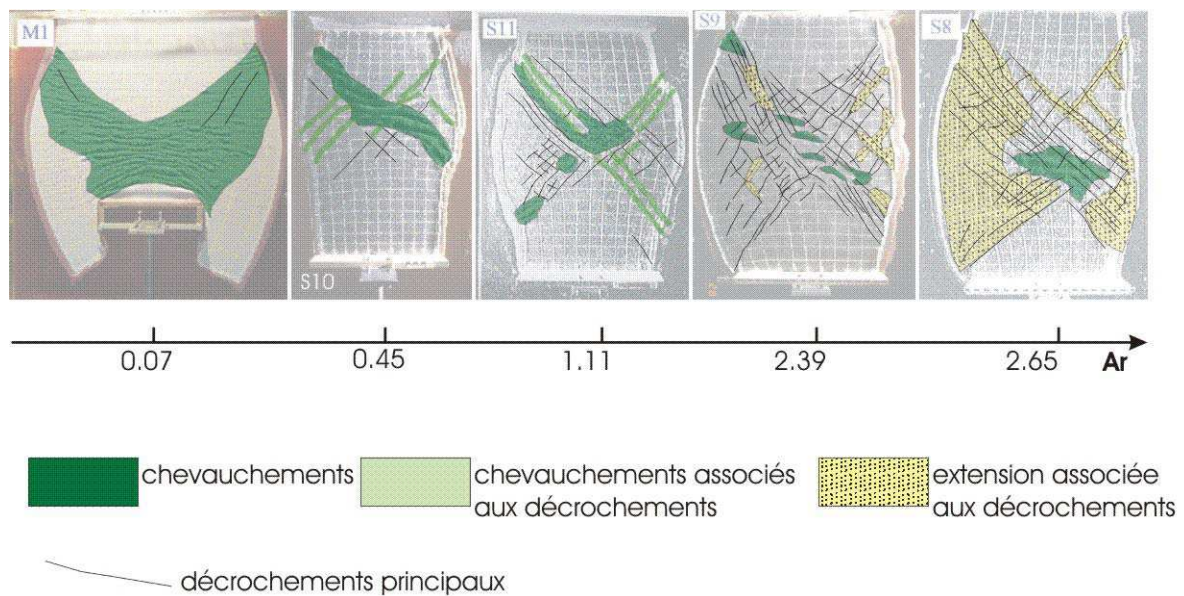 M1
S10
S11
S9
S8
0.07 0.45 1.11 2.39 2.65 Ar
chevauchements
chevauchements associés
aux décrochements
extension associée
aux décrochements
décrochements principaux